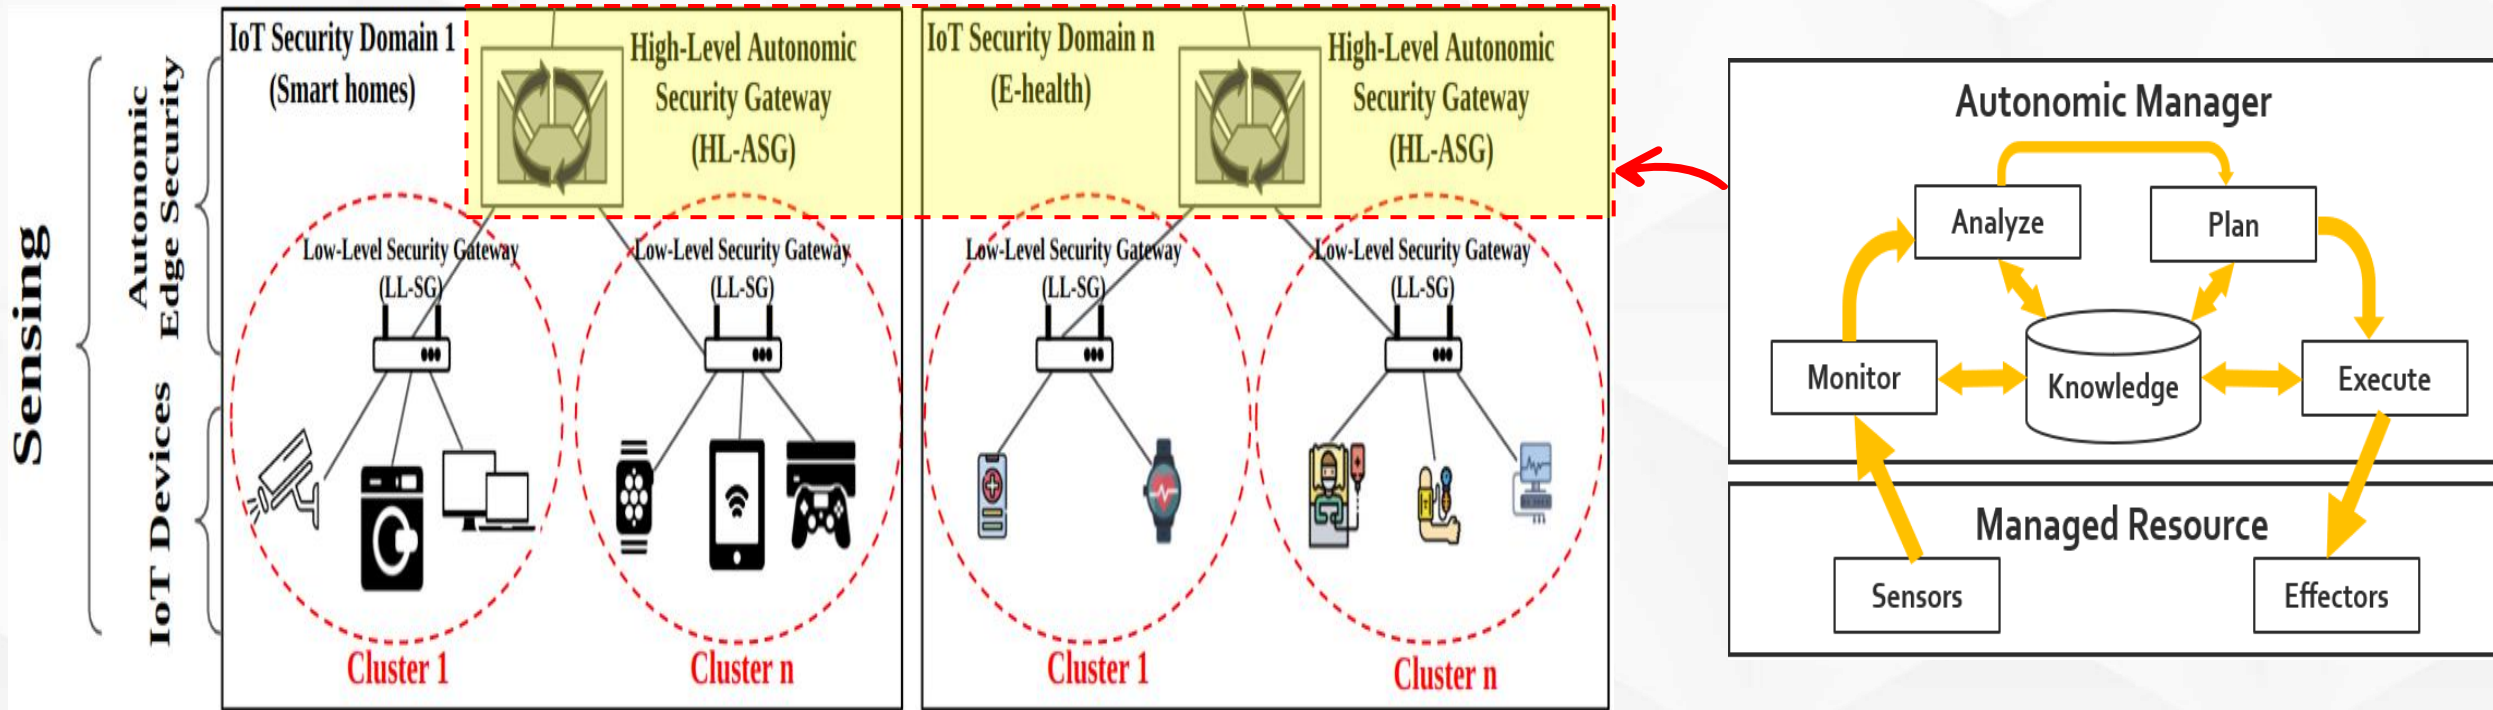 Sensing
Autonomic
Edge Security
IoT Devices
IoT Security Domain 1
(Smart homes)
High-Level Autonomic
Security Gateway
(HL-ASG)
Low-Level Security Gateway
(LL-SG)
Low-Level Security Gateway
(LL-SG)
Cluster 1
Cluster n
IoT Security Domain n
(E-health)
High-Level Autonomic
Security Gateway
(HL-ASG)
Low-Level Security Gateway
(LL-SG)
Low-Level Security Gateway
(LL-SG)
Cluster 1
Cluster n
Autonomic Manager
Analyze
Plan
Monitor
Knowledge
Execute
Managed Resource
Sensors
Effectors